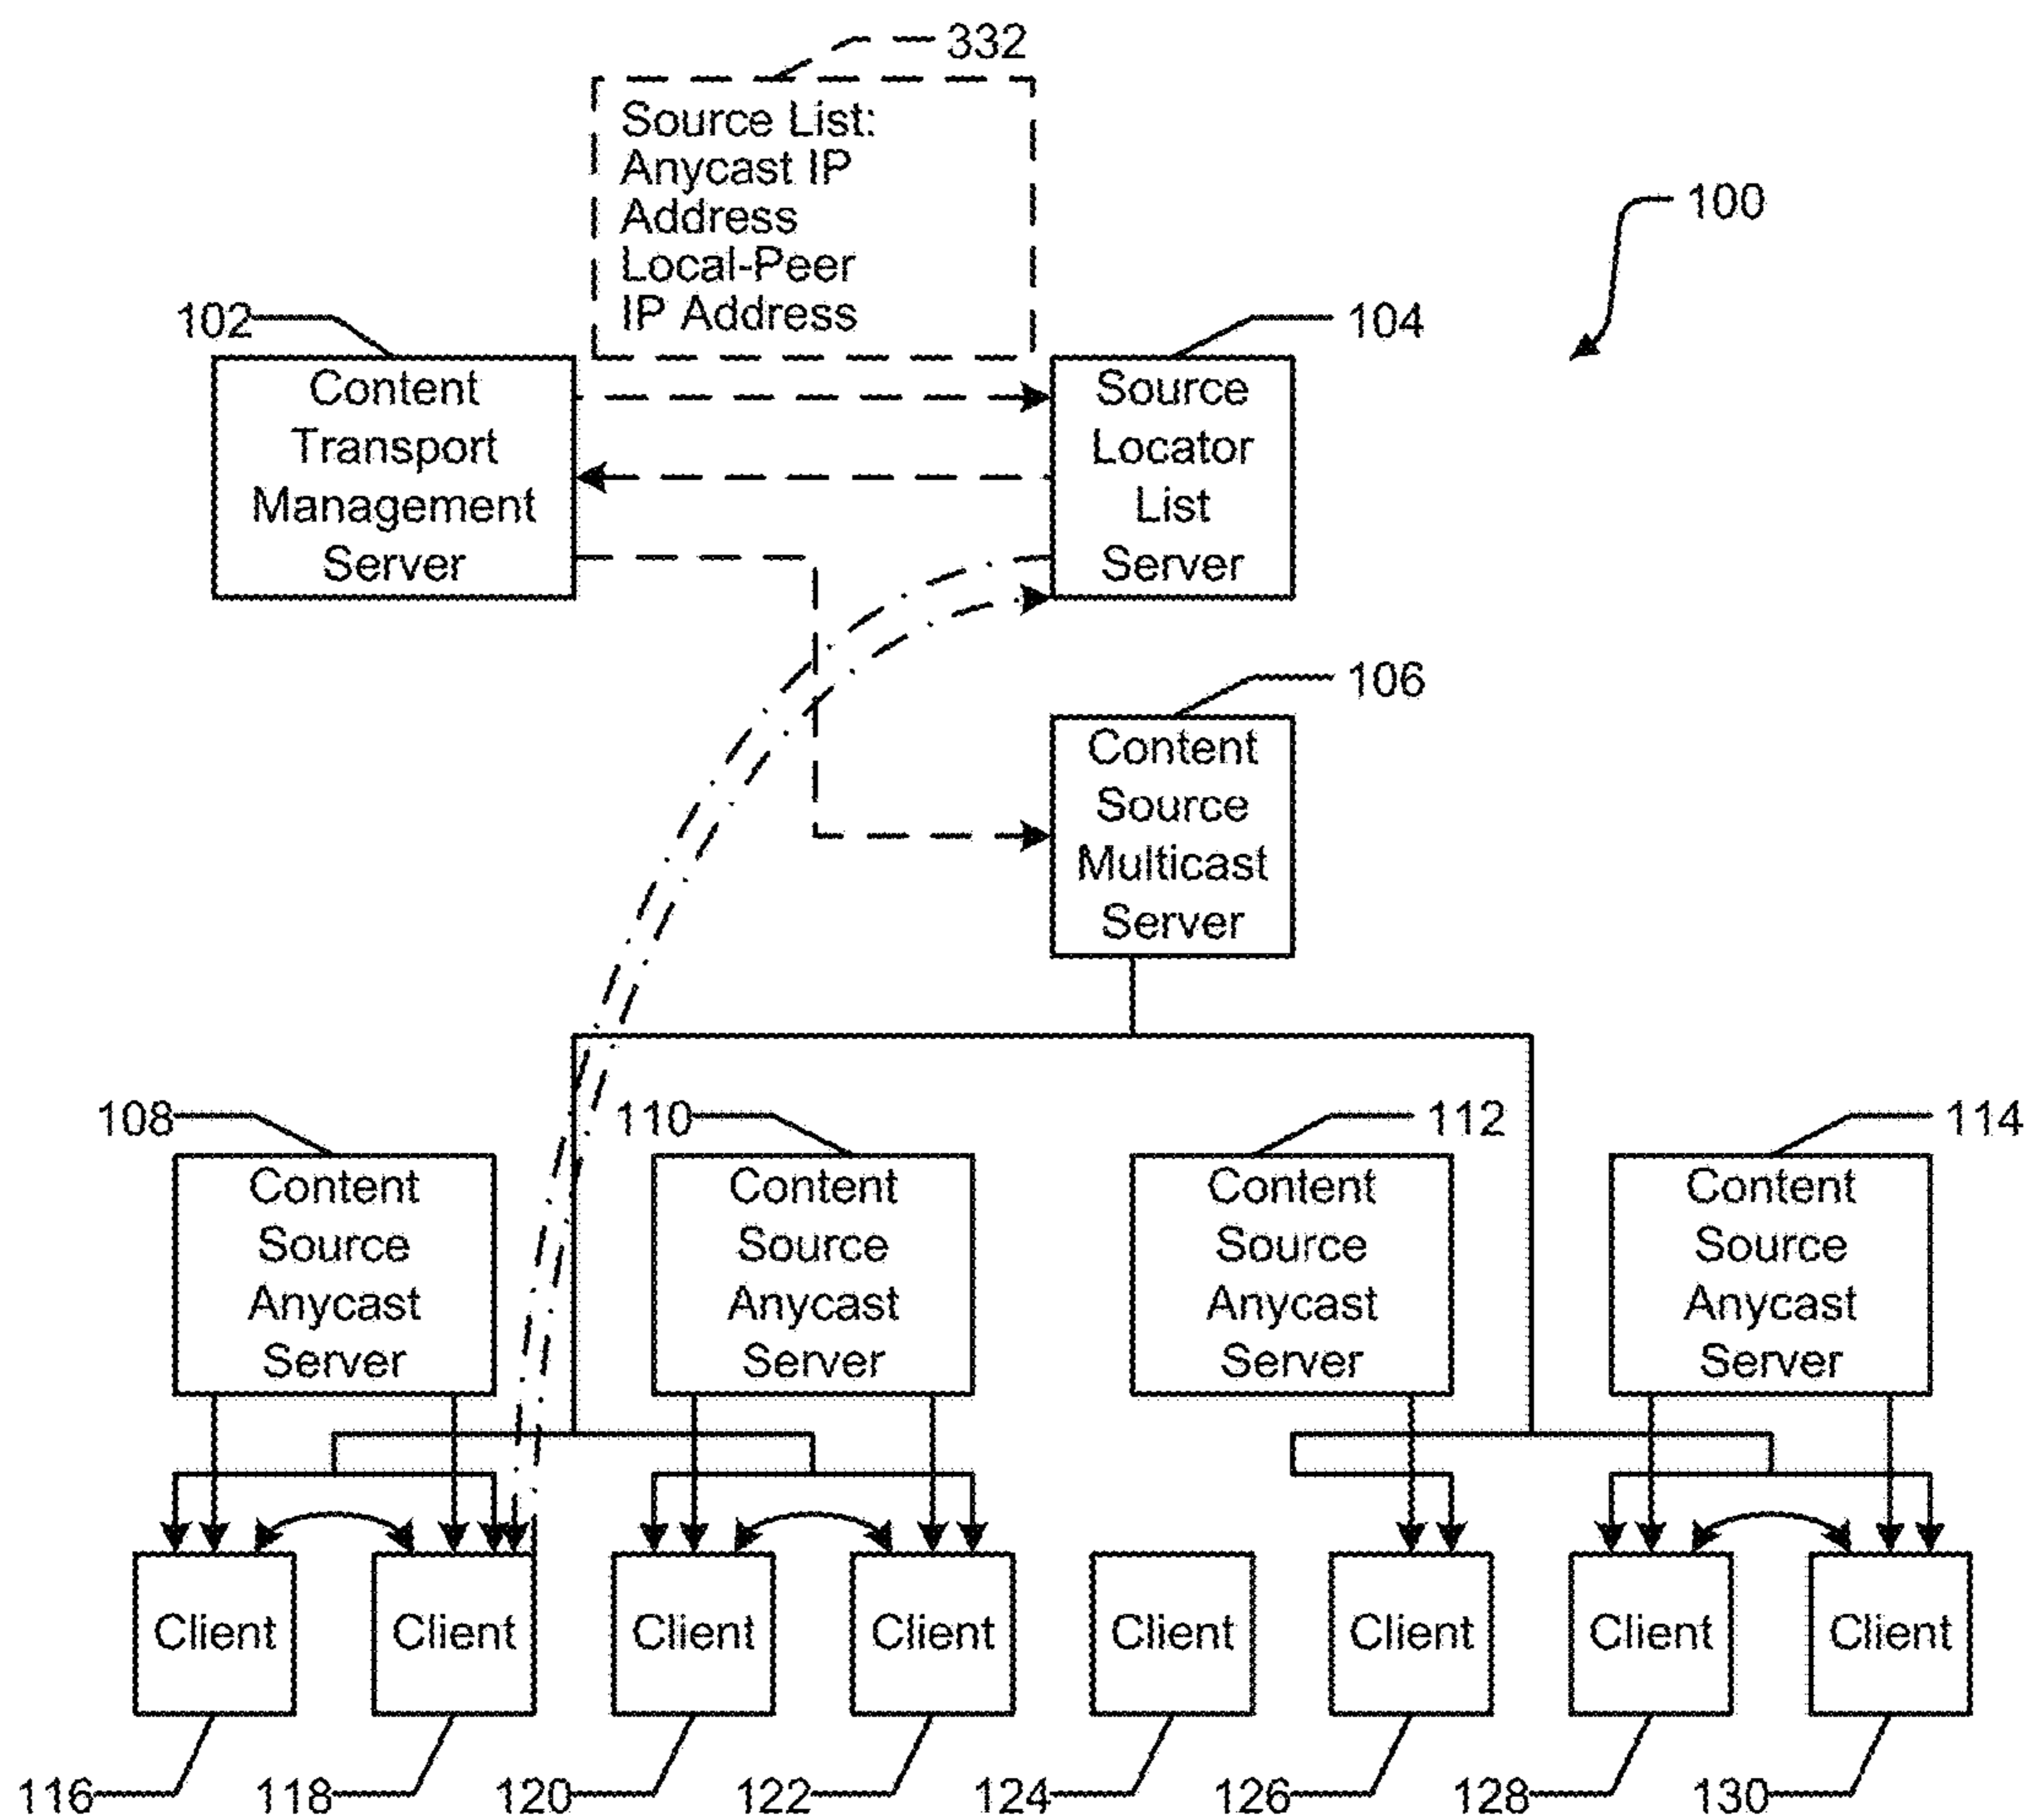 332
Source List:
Anycast IP
Address
Local-Peer
IP Address
100
102
104
Content
Transport
Management
Server
Source
Locator
List
Server
106
Content
Source
Multicast
Server
108
110
112
114
Content
Source
Anycast
Server
Content
Source
Anycast
Server
Content
Source
Anycast
Server
Content
Source
Anycast
Server
Client
Client
Client
Client
Client
Client
Client
Client
116
118
120
122
124
126
128
130